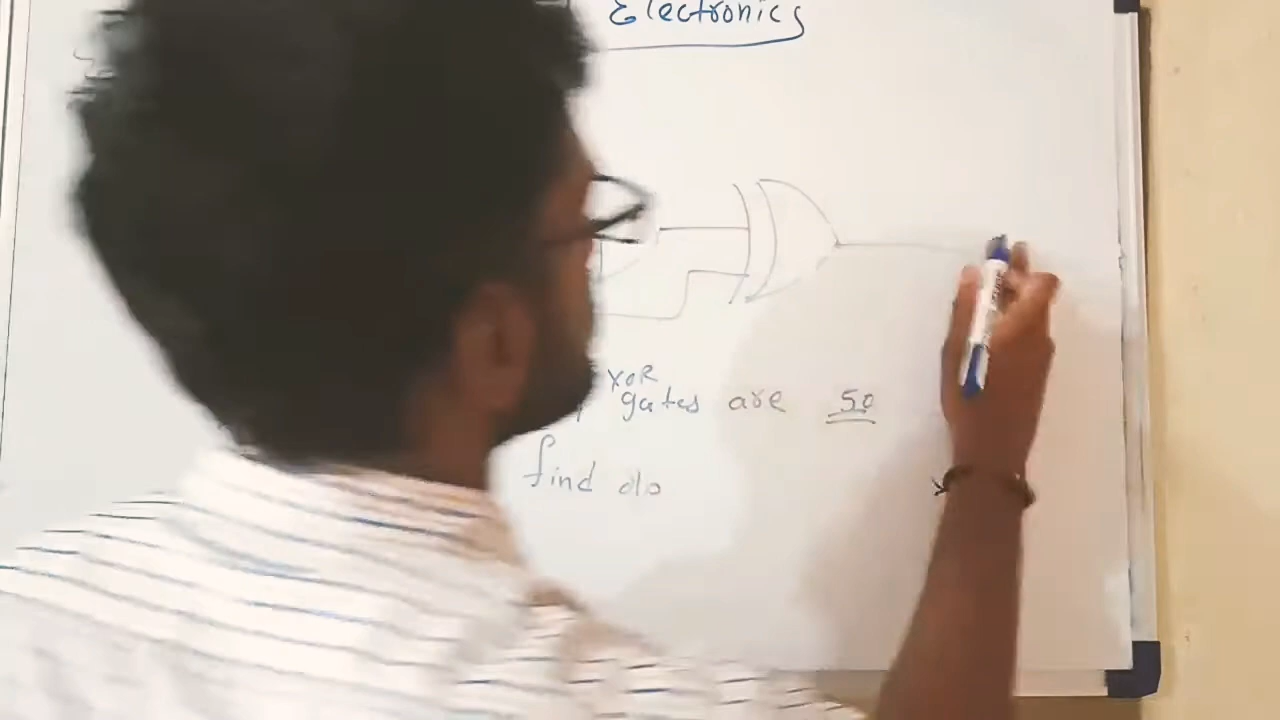 Electronics
XOR
gates are 50
find o/p